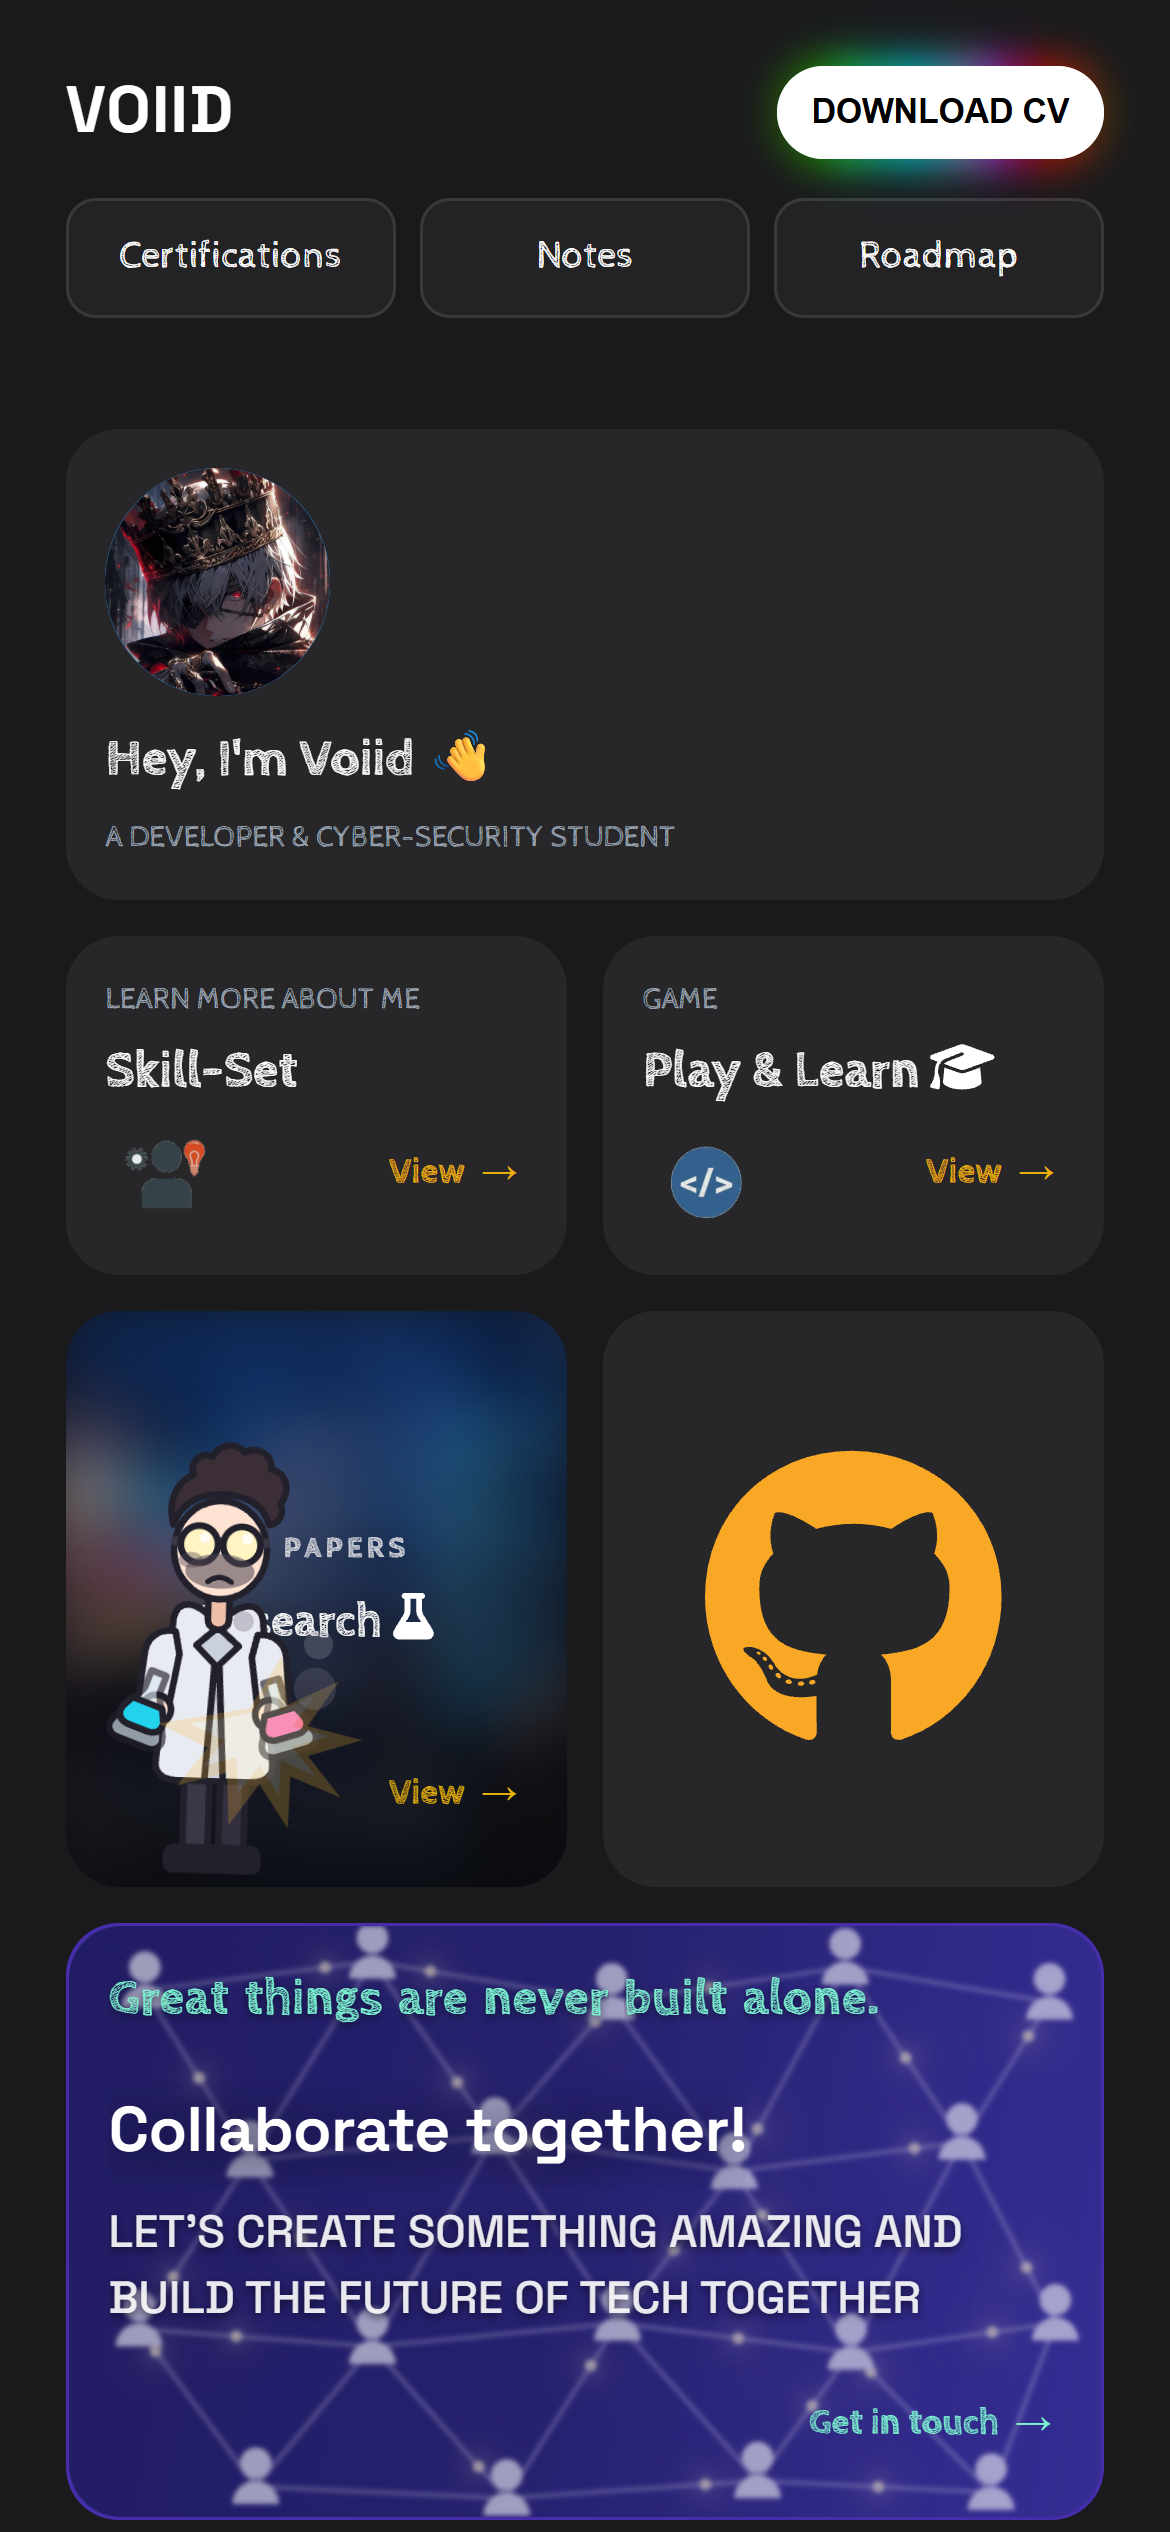 VOIID
DOWNLOAD CV
Certifications
Notes
Roadmap
Hey, I'm Voiid 👋
A DEVELOPER & CYBER-SECURITY STUDENT
LEARN MORE ABOUT ME
Skill-Set
View →
GAME
Play & Learn
</>
View →
PAPERS
search
View →
Great things are never built alone.
Collaborate together!
LET'S CREATE SOMETHING AMAZING AND
BUILD THE FUTURE OF TECH TOGETHER
Get in touch →